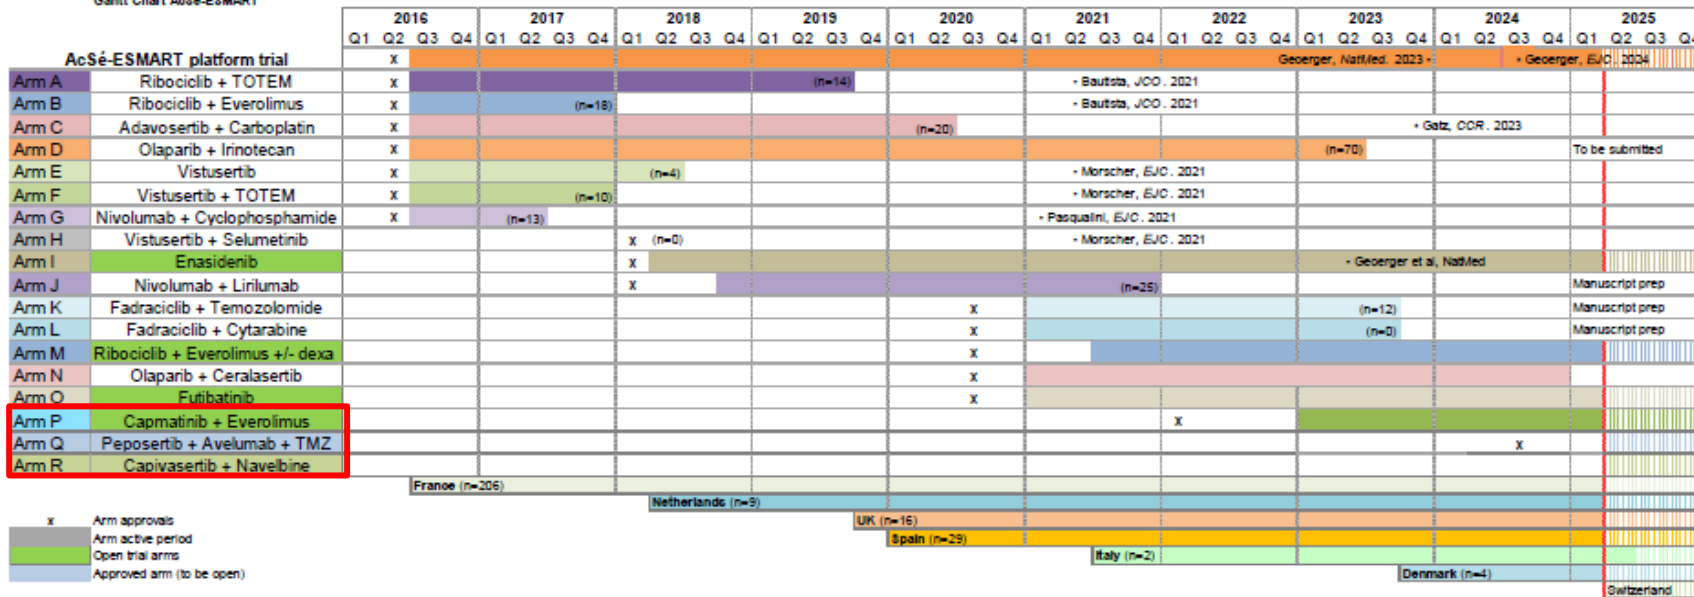 Gantt Chart AcSé-ESMART
2016 2017 2018 2019 2020 2021 2022 2023 2024 2025
Q1 Q2 Q3 Q4 Q1 Q2 Q3 Q4 Q1 Q2 Q3 Q4 Q1 Q2 Q3 Q4 Q1 Q2 Q3 Q4 Q1 Q2 Q3 Q4 Q1 Q2 Q3 Q4 Q1 Q2 Q3 Q4 Q1 Q2 Q3 Q4 Q1 Q2 Q3 Q4
AcSé-ESMART platform trial x Geoerger, NatMed. 2023 - - Geoerger, EJC. 2024
Arm A Ribociclib + TOTEM x (n=14) - Bautista, JCO. 2021
Arm B Ribociclib + Everolimus x (n=18) - Bautista, JCO. 2021
Arm C Adavosertib + Carboplatin x (n=20) - Gatz, CCR. 2023
Arm D Olaparib + Irinotecan x (n=70) To be submitted
Arm E Vistusertib x (n=4) - Morscher, EJC. 2021
Arm F Vistusertib + TOTEM x (n=10) - Morscher, EJC. 2021
Arm G Nivolumab + Cyclophosphamide x (n=13) - Pasqualini, EJC. 2021
Arm H Vistusertib + Selumetinib x (n=0) - Morscher, EJC. 2021
Arm I Enasidenib x - Geoerger et al, NatMed
Arm J Nivolumab + Lirilumab x (n=25) Manuscript prep
Arm K Fadraciclib + Temozolomide x (n=12) Manuscript prep
Arm L Fadraciclib + Cytarabine x (n=0) Manuscript prep
Arm M Ribociclib + Everolimus +/- dexa x
Arm N Olaparib + Ceralasertib x
Arm O Futibatinib x
Arm P Capmatinib + Everolimus x
Arm Q Peposertib + Avelumab + TMZ x
Arm R Capivasertib + Navelbine
France (n=206)
Netherlands (n=9)
x Arm approvals UK (n=16)
Arm active period Spain (n=29)
Open trial arms Italy (n=2)
Approved arm (to be open) Denmark (n=4)
Switzerland